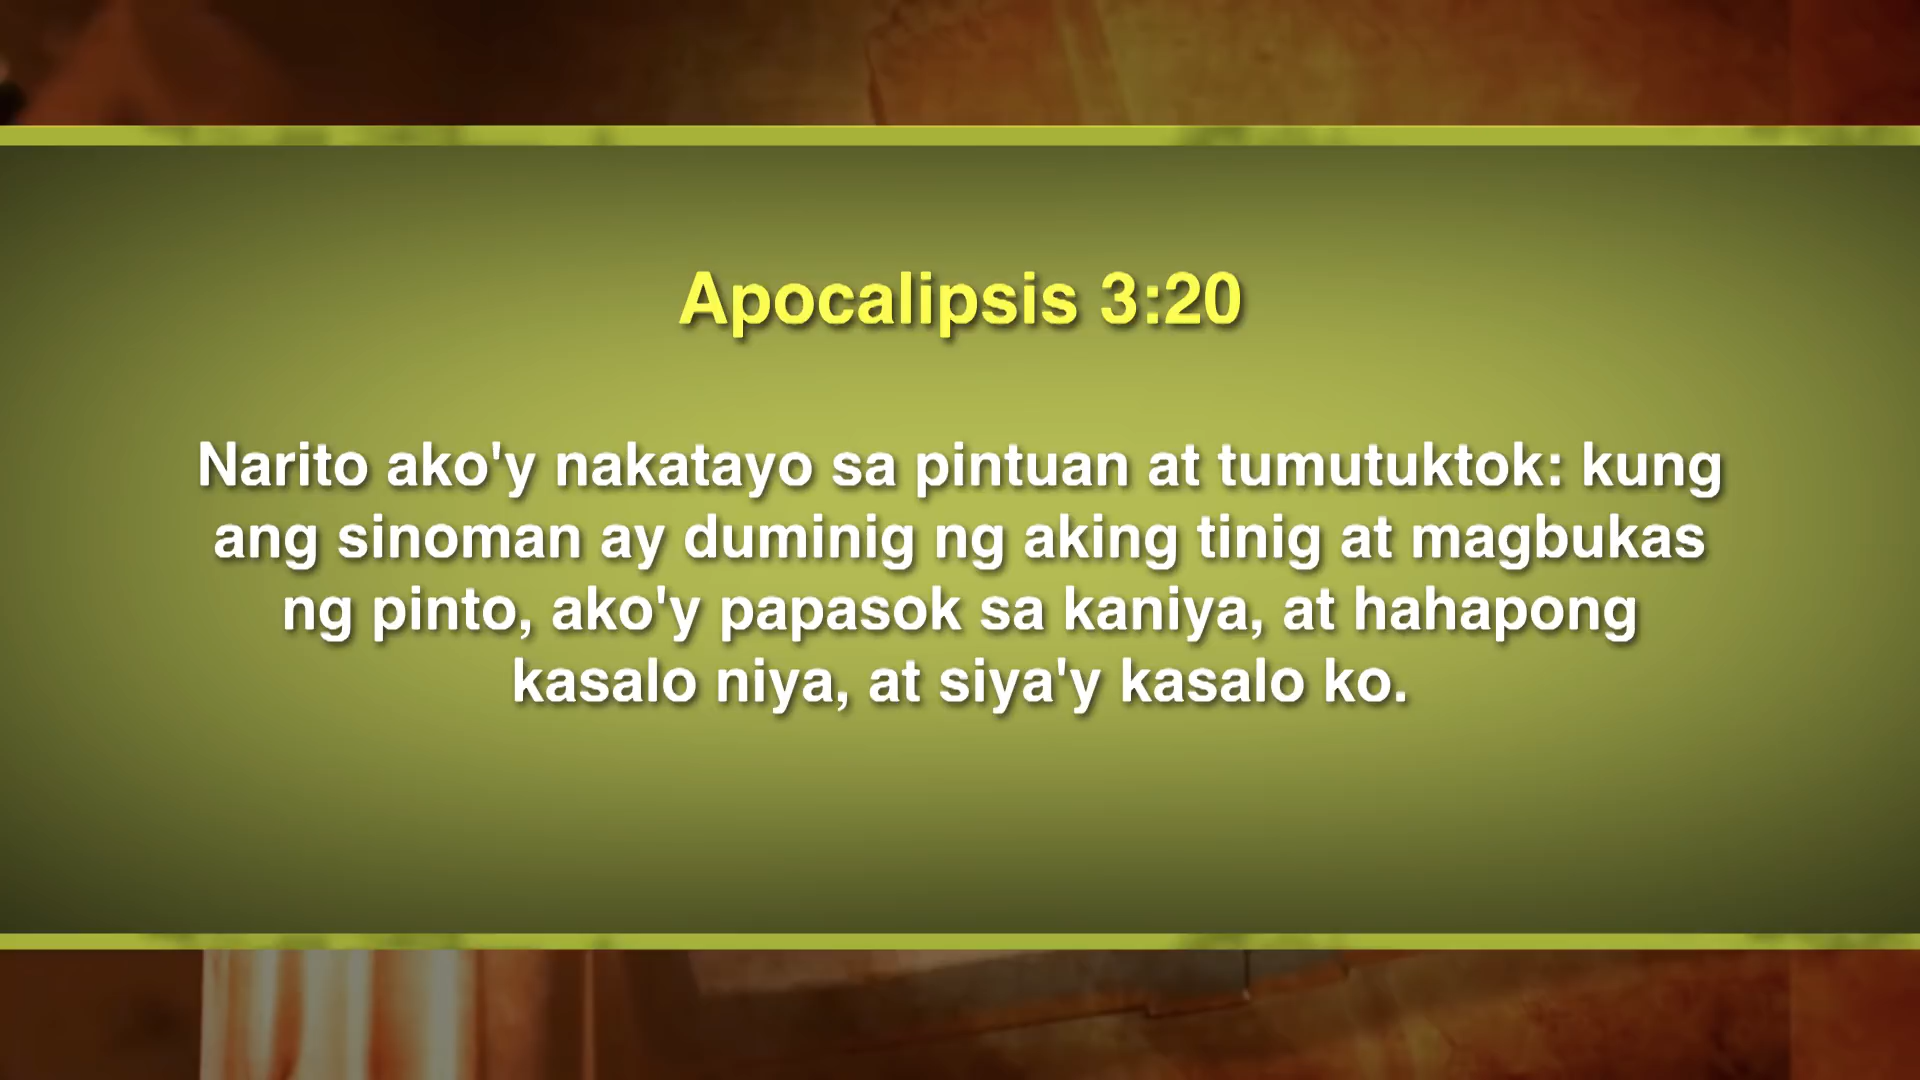 Apocalipsis 3:20
Narito ako'y nakatayo sa pintuan at tumutuktok: kung
ang sinoman ay duminig ng aking tinig at magbukas
ng pinto, ako'y papasok sa kaniya, at hahapong
kasalo niya, at siya'y kasalo ko.